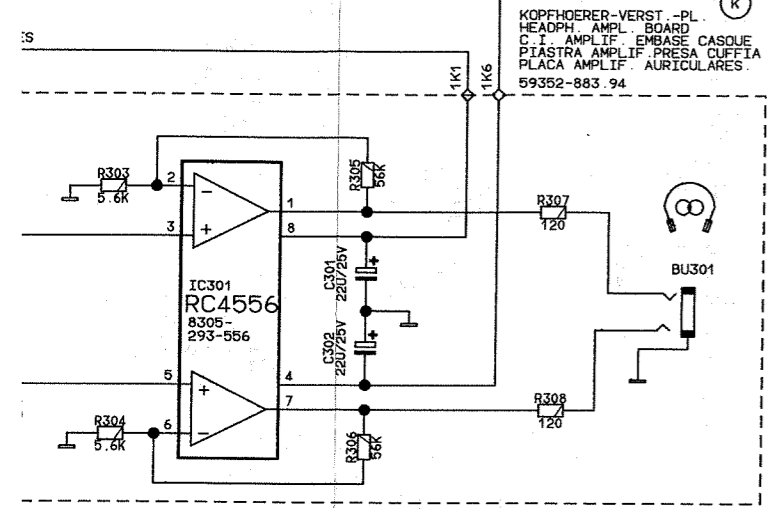 K
KOPFHOERER-VERST.-PL.
HEADPH. AMPL. BOARD
C.I. AMPLIF. EMBASE CASQUE
PIASTRA AMPLIF.PRESA CUFFIA
PLACA AMPLIF. AURICULARES.
59352-883.94
ES
1K1
1K6
R303
5.6K
2
−
3
+
R305
56K
1
8
R307
120
BU301
C301
22U/25V
+
IC301
RC4556
8305-
293-556
C302
22U/25V
+
5
+
4
7
R304
5.6K
6
−
R306
56K
R308
120